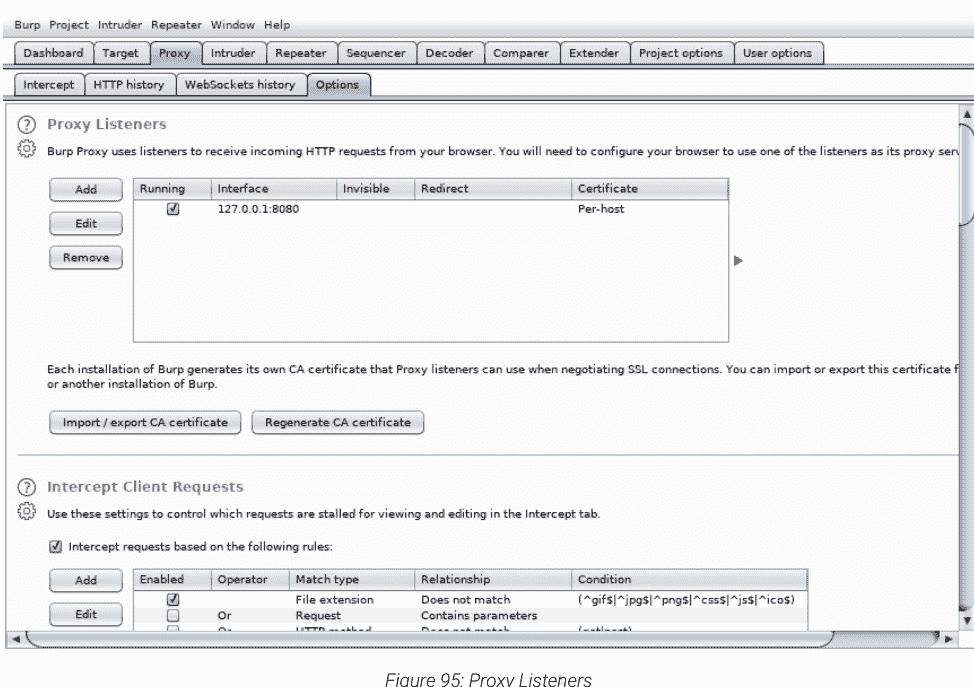 Burp Project Intruder Repeater Window Help
Dashboard Target Proxy Intruder Repeater Sequencer Decoder Comparer Extender Project options User options
Intercept HTTP history WebSockets history Options
Proxy Listeners
Burp Proxy uses listeners to receive incoming HTTP requests from your browser. You will need to configure your browser to use one of the listeners as its proxy serv
Add Running Interface Invisible Redirect Certificate
127.0.0.1:8080 Per-host
Edit
Remove
Each installation of Burp generates its own CA certificate that Proxy listeners can use when negotiating SSL connections. You can import or export this certificate f
or another installation of Burp.
Import / export CA certificate Regenerate CA certificate
Intercept Client Requests
Use these settings to control which requests are stalled for viewing and editing in the Intercept tab.
Intercept requests based on the following rules:
Add Enabled Operator Match type Relationship Condition
File extension Does not match (^gif$|^jpg$|^png$|^css$|^js$|^ico$)
Edit Or Request Contains parameters
Or HTTP method Does not match (get|post)
Figure 95: Proxy Listeners